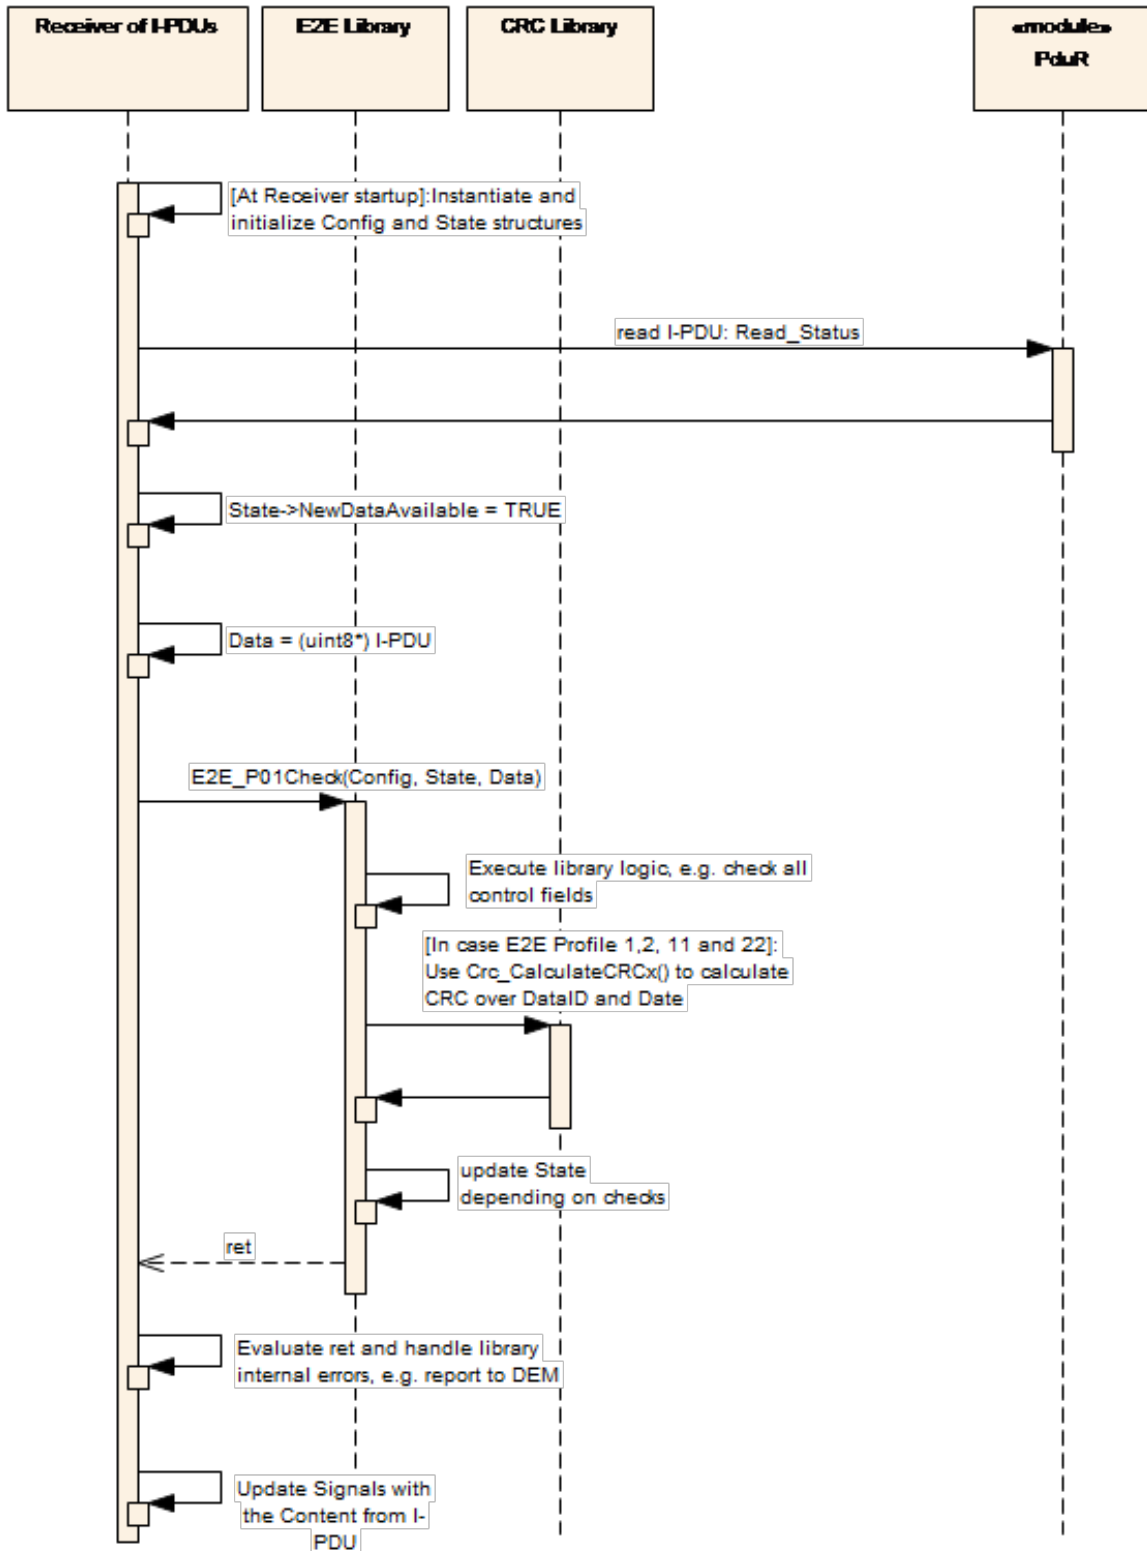 Receiver of I-PDUs
E2E Library
CRC Library
«module»
PduR
[At Receiver startup]:Instantiate and
initialize Config and State structures
read I-PDU: Read_Status
State->NewDataAvailable = TRUE
Data = (uint8*) I-PDU
E2E_P01Check(Config, State, Data)
Execute library logic, e.g. check all
control fields
[In case E2E Profile 1,2, 11 and 22]:
Use Crc_CalculateCRCx() to calculate
CRC over DataID and Date
update State
depending on checks
ret
Evaluate ret and handle library
internal errors, e.g. report to DEM
Update Signals with
the Content from I-
PDU